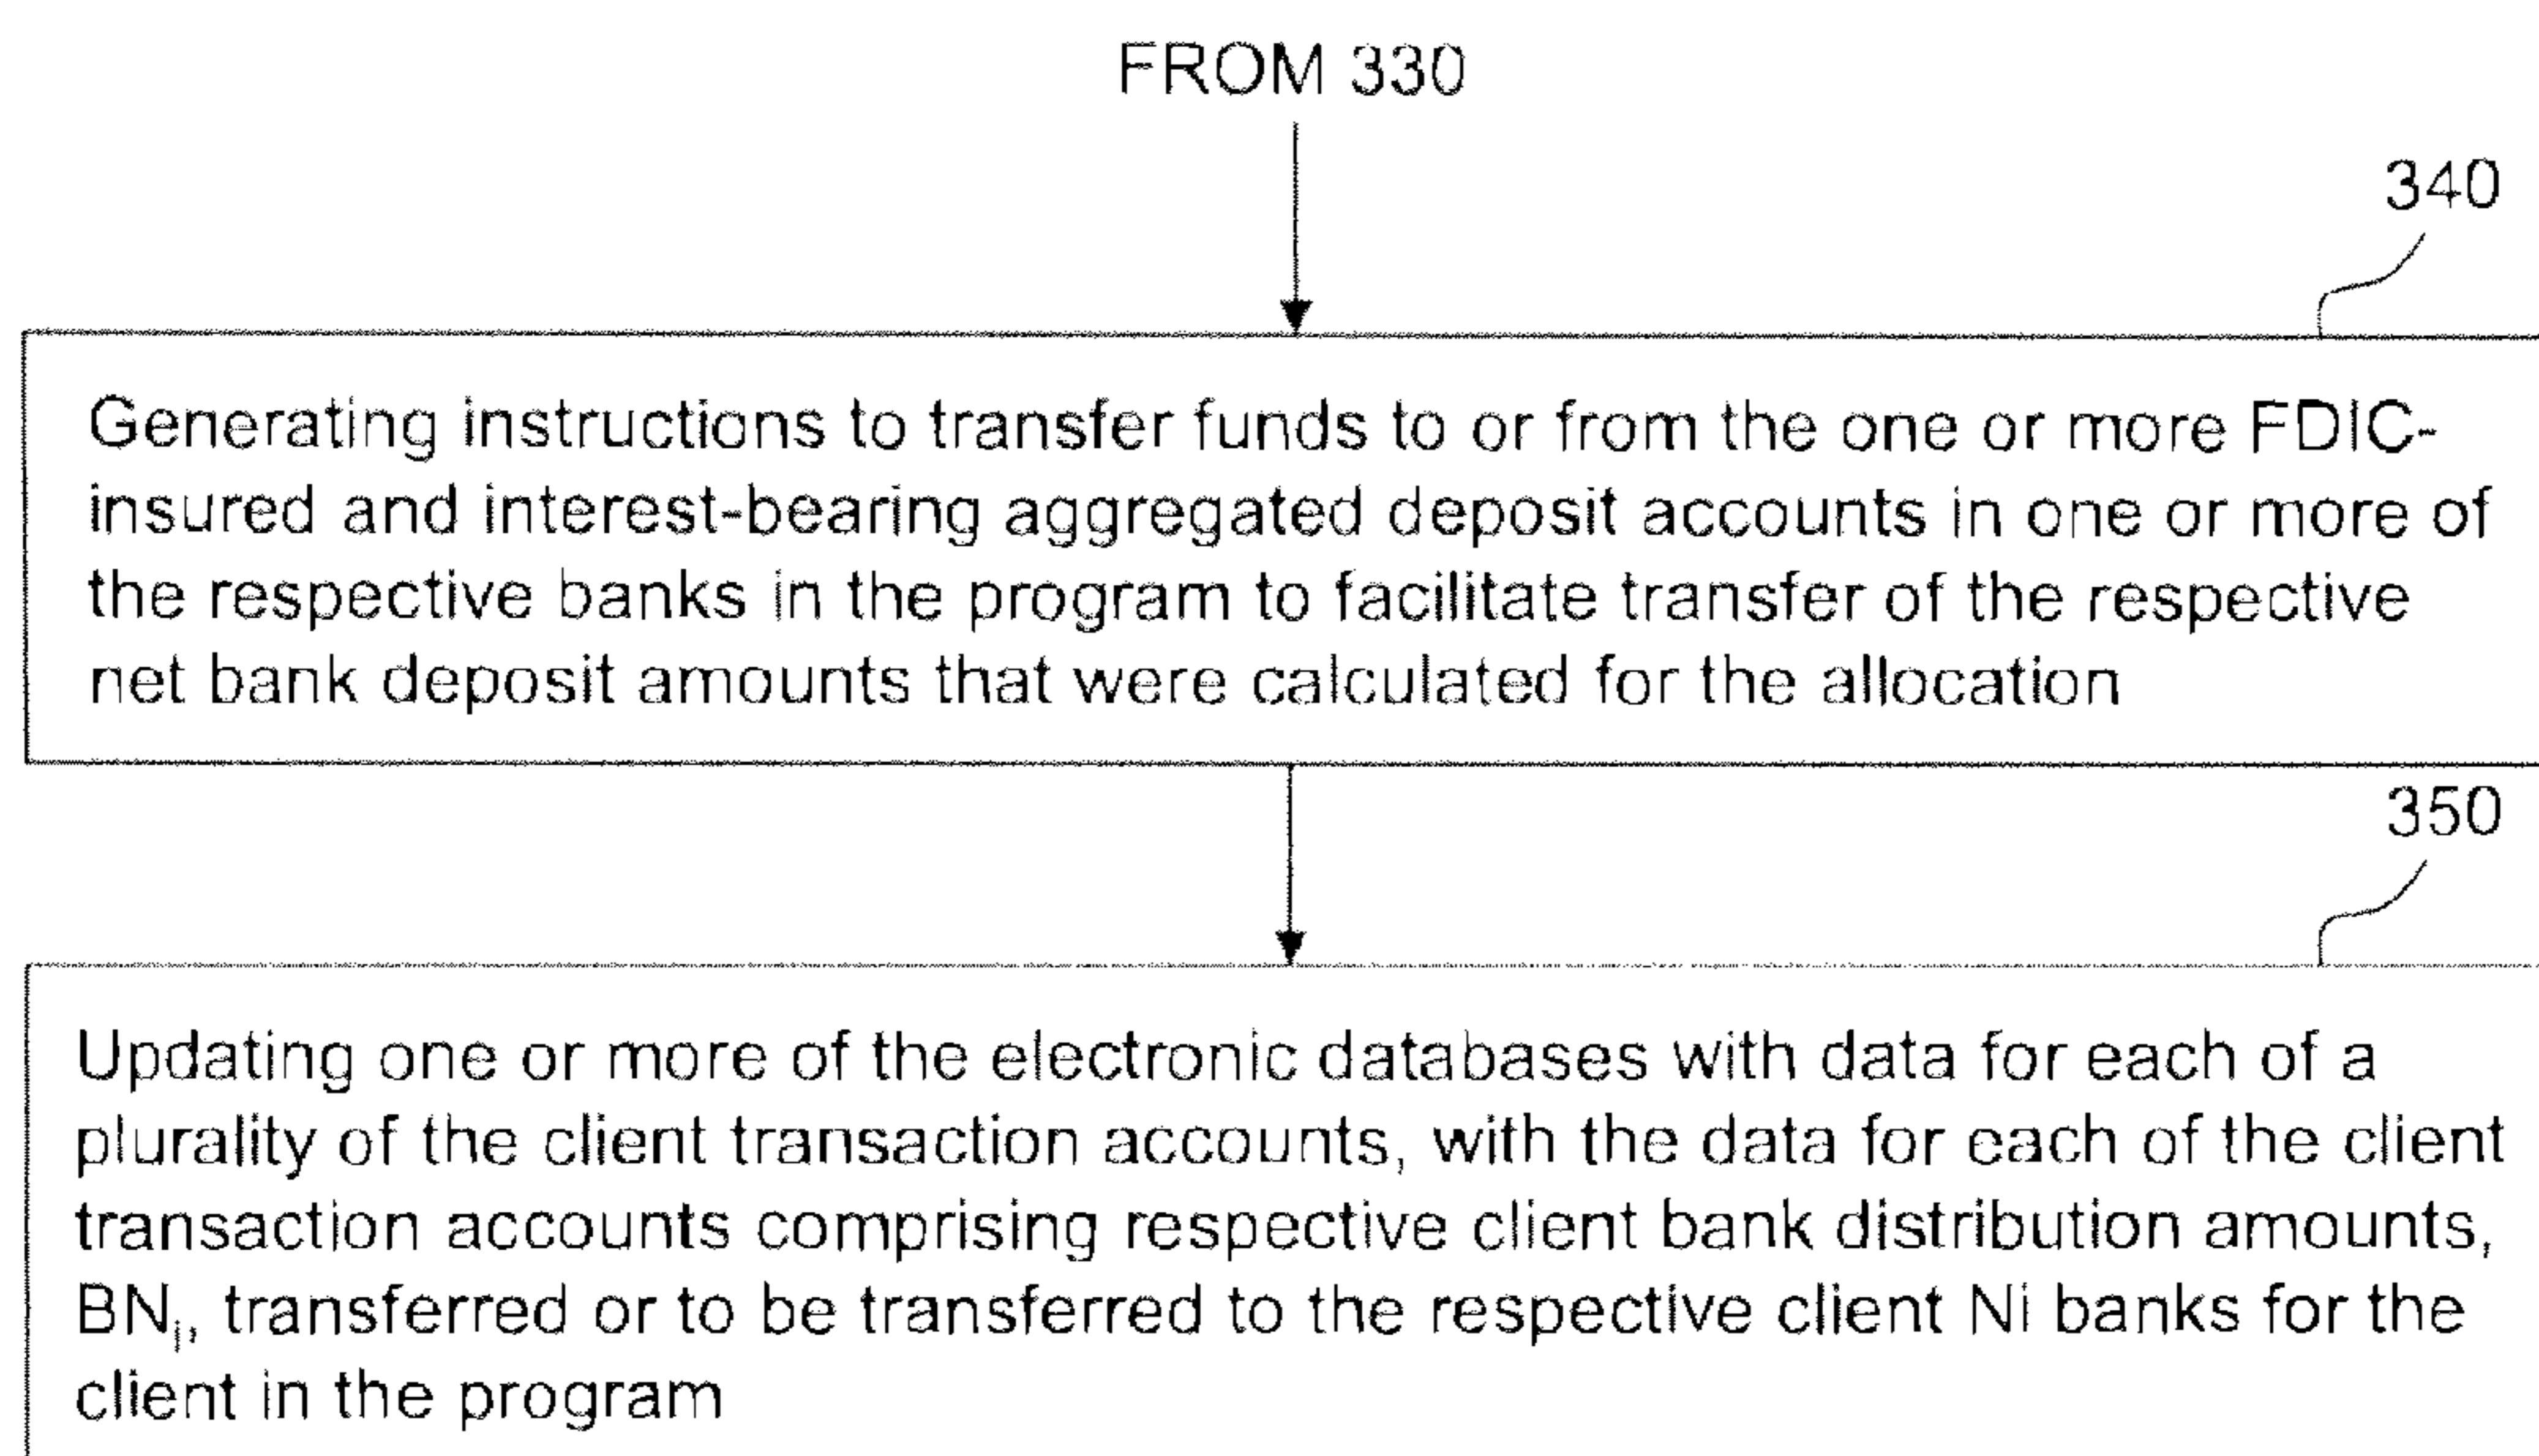 FROM 330
340
Generating instructions to transfer funds to or from the one or more FDIC-
insured and interest-bearing aggregated deposit accounts in one or more of
the respective banks in the program to facilitate transfer of the respective
net bank deposit amounts that were calculated for the allocation
350
Updating one or more of the electronic databases with data for each of a
plurality of the client transaction accounts, with the data for each of the client
transaction accounts comprising respective client bank distribution amounts,
BNᵢ, transferred or to be transferred to the respective client Ni banks for the
client in the program